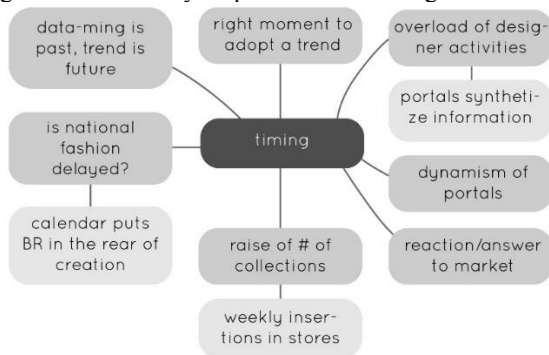 data-ming is
past, trend is
future
right moment to
adopt a trend
overload of desig-
ner activities
portals syntheti-
ze information
is national
fashion
delayed?
timing
dynamism of
portals
calendar puts
BR in the rear of
creation
raise of # of
collections
reaction/answer
to market
weekly inser-
tions in stores